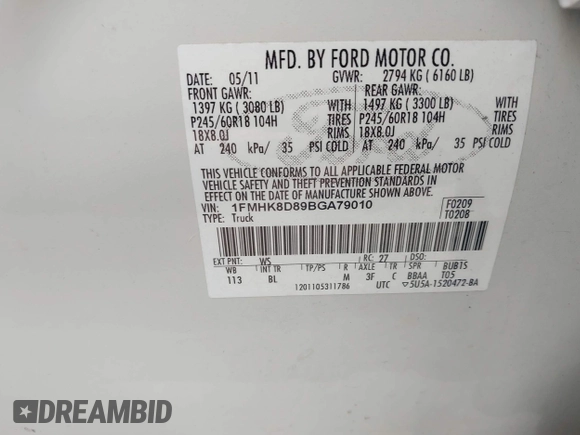 MFD. BY FORD MOTOR CO.
DATE: 05/11 GVWR: 2794 KG ( 6160 LB)
FRONT GAWR: REAR GAWR:
1397 KG ( 3080 LB) WITH 1497 KG ( 3300 LB) WITH
P245/60R18 104H TIRES P245/60R18 104H TIRES
18X8.0J RIMS 18X8.0J RIMS
AT 240 kPa/ 35 PSI COLD AT 240 kPa/ 35 PSI COLD
THIS VEHICLE CONFORMS TO ALL APPLICABLE FEDERAL MOTOR
VEHICLE SAFETY AND THEFT PREVENTION STANDARDS IN
EFFECT ON THE DATE OF MANUFACTURE SHOWN ABOVE.
VIN: 1FMHK8D89BGA79010 F0209
TYPE: Truck T0208
EXT PNT: WS RC: 27 DSO:
WB INT TR TP/PS R AXLE TR SPR BUBTS
113 BL M 3F C BBAA T05
1201105311786 UTC ▽5U5A-1520472-BA
Ford
DREAMBID